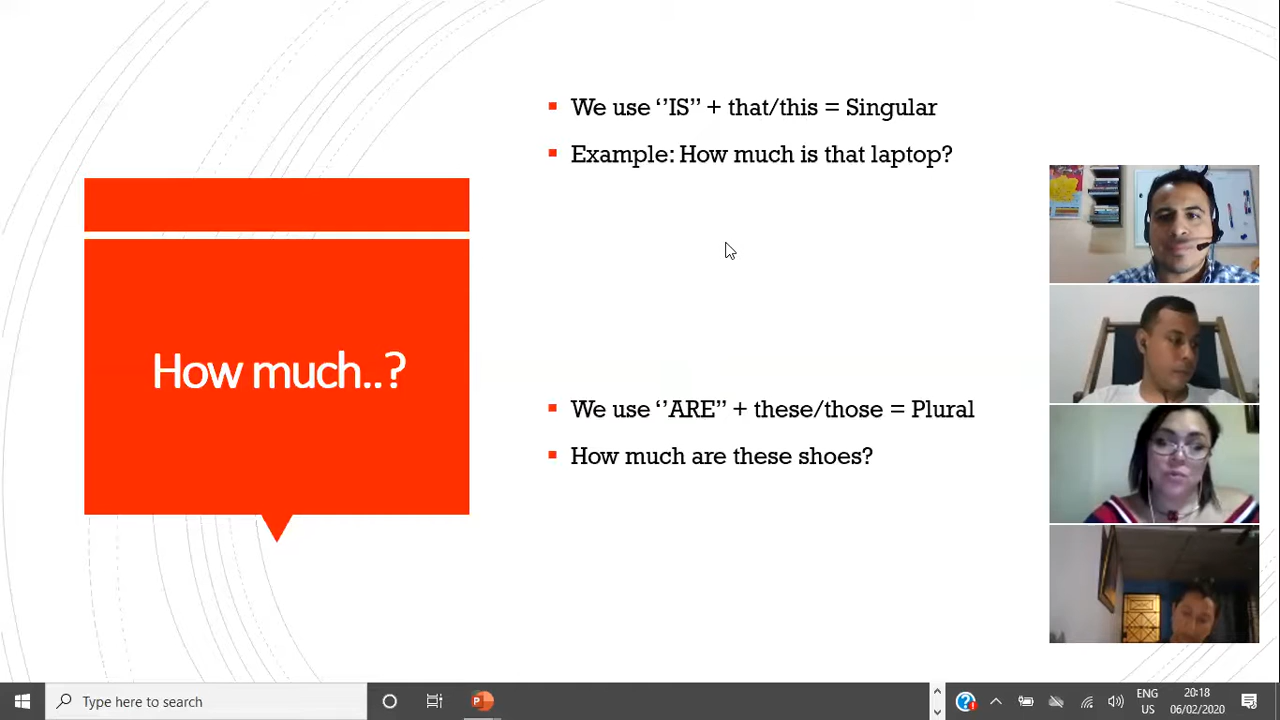 How much..?
We use ‘’IS’’ + that/this = Singular
Example: How much is that laptop?
We use ‘’ARE’’ + these/those = Plural
How much are these shoes?
Type here to search
ENG
US
20:18
06/02/2020